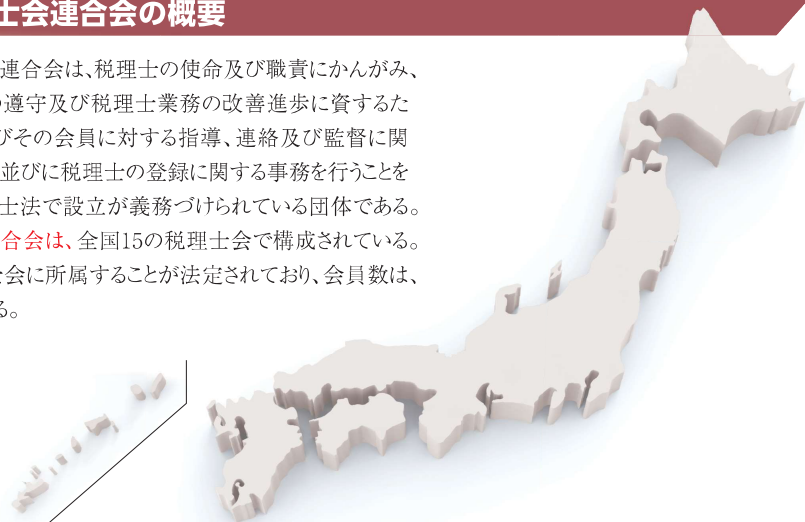 士会連合会の概要
連合会は、税理士の使命及び職責にかんがみ、
遵守及び税理士業務の改善進歩に資するた
びその会員に対する指導、連絡及び監督に関
並びに税理士の登録に関する事務を行うことを
士法で設立が義務づけられている団体である。
合会は、全国15の税理士会で構成されている。
会に所属することが法定されており、会員数は、
る。